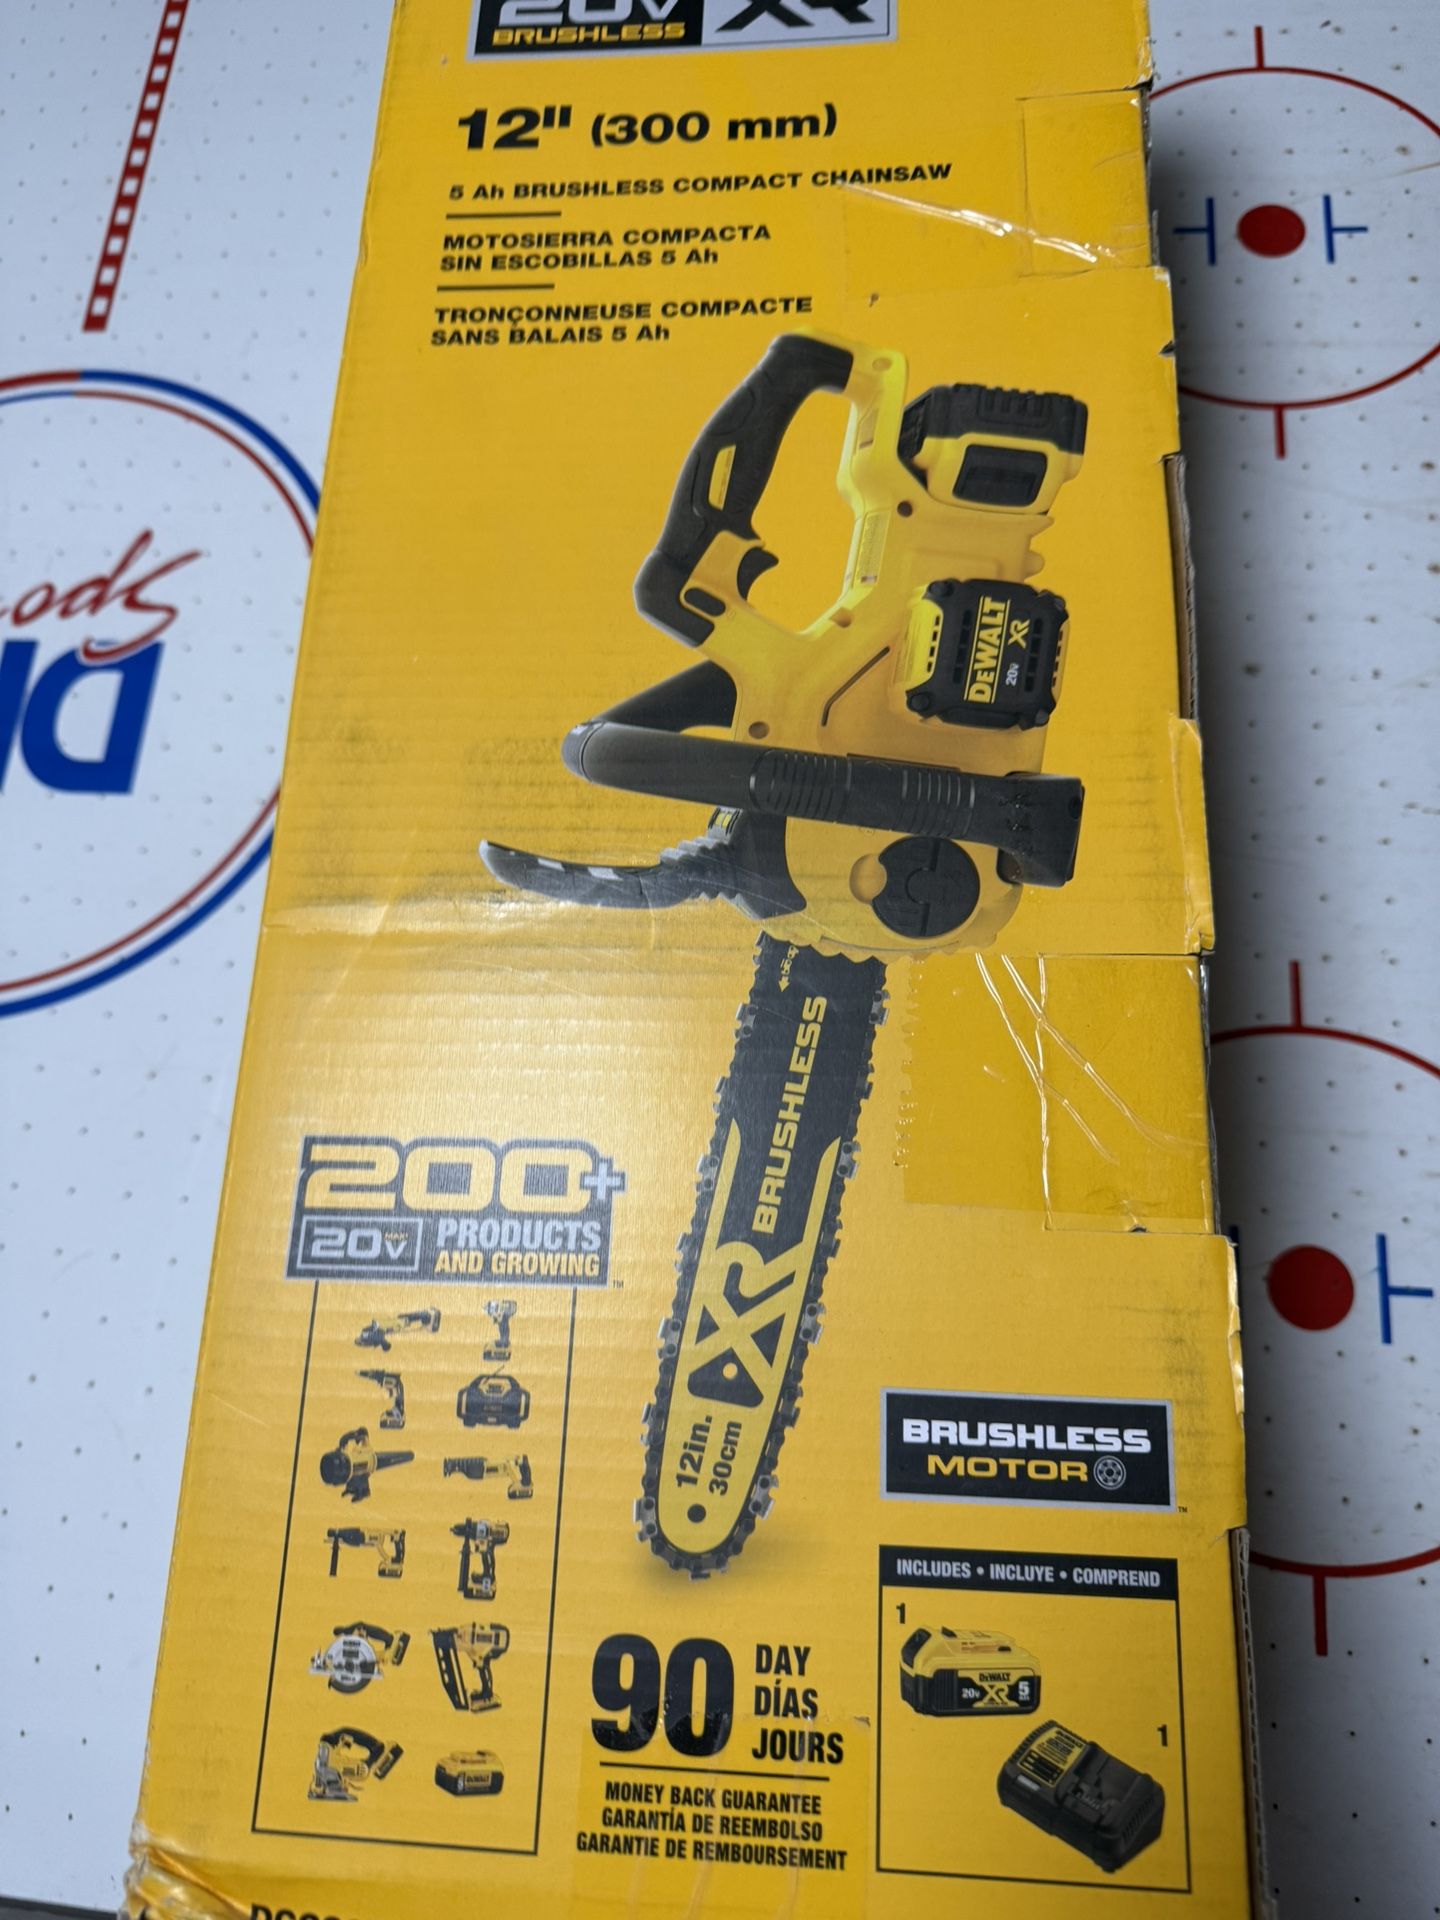 20V XR
BRUSHLESS
12" (300 mm)
5 Ah BRUSHLESS COMPACT CHAINSAW
MOTOSIERRA COMPACTA
SIN ESCOBILLAS 5 Ah
TRONÇONNEUSE COMPACTE
SANS BALAIS 5 Ah
DEWALT
20V XR
BRUSHLESS
XR
12in.
30cm
200+
20V MAX
PRODUCTS
AND GROWING
BRUSHLESS
MOTOR
INCLUDES • INCLUYE • COMPREND
1
DEWALT
20V XR 5
1
90
DAY
DÍAS
JOURS
MONEY BACK GUARANTEE
GARANTÍA DE REEMBOLSO
GARANTIE DE REMBOURSEMENT
DEWALT